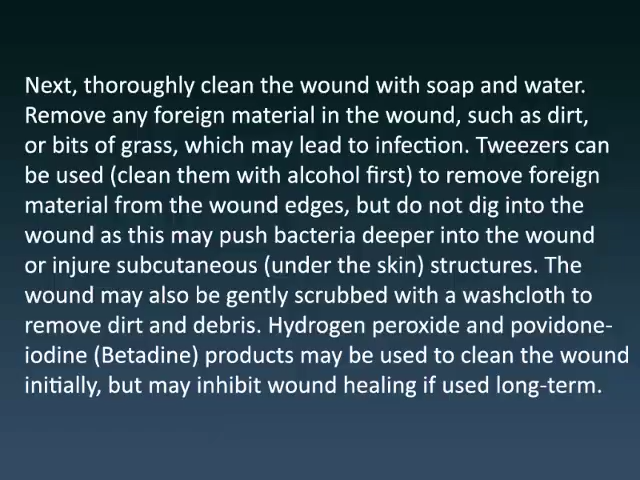 Next, thoroughly clean the wound with soap and water.
Remove any foreign material in the wound, such as dirt,
or bits of grass, which may lead to infection. Tweezers can
be used (clean them with alcohol first) to remove foreign
material from the wound edges, but do not dig into the
wound as this may push bacteria deeper into the wound
or injure subcutaneous (under the skin) structures. The
wound may also be gently scrubbed with a washcloth to
remove dirt and debris. Hydrogen peroxide and povidone-
iodine (Betadine) products may be used to clean the wound
initially, but may inhibit wound healing if used long-term.